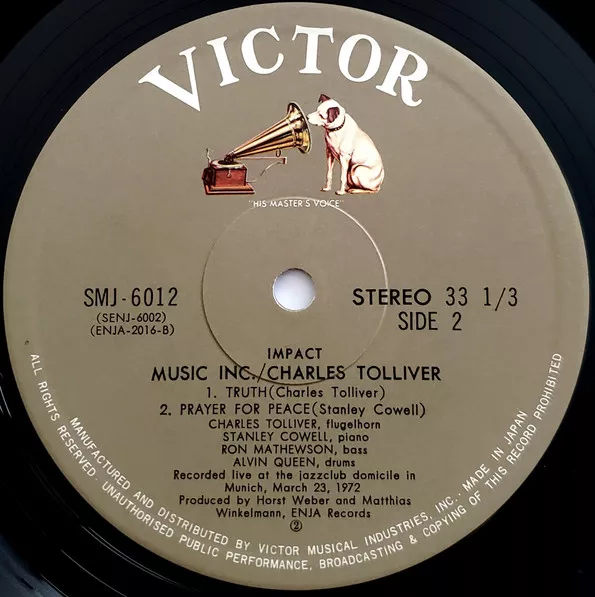 VICTOR
"HIS MASTER'S VOICE"
SMJ-6012
(SENJ-6002)
(ENJA-2016-B)
STEREO 33 1/3
SIDE 2
IMPACT
MUSIC INC./CHARLES TOLLIVER
1. TRUTH(Charles Tolliver)
2. PRAYER FOR PEACE(Stanley Cowell)
CHARLES TOLLIVER, flugelhorn
STANLEY COWELL, piano
RON MATHEWSON, bass
ALVIN QUEEN, drums
Recorded live at the jazzclub domicile in
Munich, March 23, 1972
Produced by Horst Weber and Matthias
Winkelmann, ENJA Records
②
MANUFACTURED AND DISTRIBUTED BY VICTOR MUSICAL INDUSTRIES, INC., MADE IN JAPAN
ALL RIGHTS RESERVED · UNAUTHORISED PUBLIC PERFORMANCE, BROADCASTING & COPYING OF THIS RECORD PROHIBITED